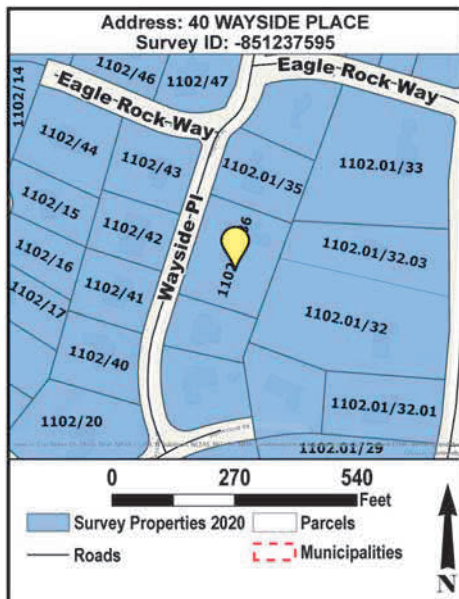 Address: 40 WAYSIDE PLACE
Survey ID: -851237595
1102/14
1102/46
1102/47
Eagle Rock Way
Eagle Rock Way
1102/44
1102/43
1102.01/35
1102.01/33
1102/15
1102/42
Wayside Pl
1102/16
1102.01/32.03
1102/17
1102/41
1102.01/32
1102/40
1102/20
1102.01/32.01
1102.01/29
0 270 540
Feet
Survey Properties 2020
Parcels
Roads
Municipalities
N